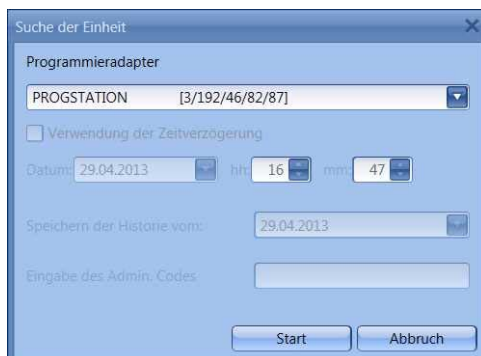 Suche der Einheit
Programmieradapter
PROGSTATION [3/192/46/82/87]
Verwendung der Zeitverzögerung
Datum: 29.04.2013 hh: 16 mm: 47
Speichern der Historie vom: 29.04.2013
Eingabe des Admin. Codes
Start Abbruch